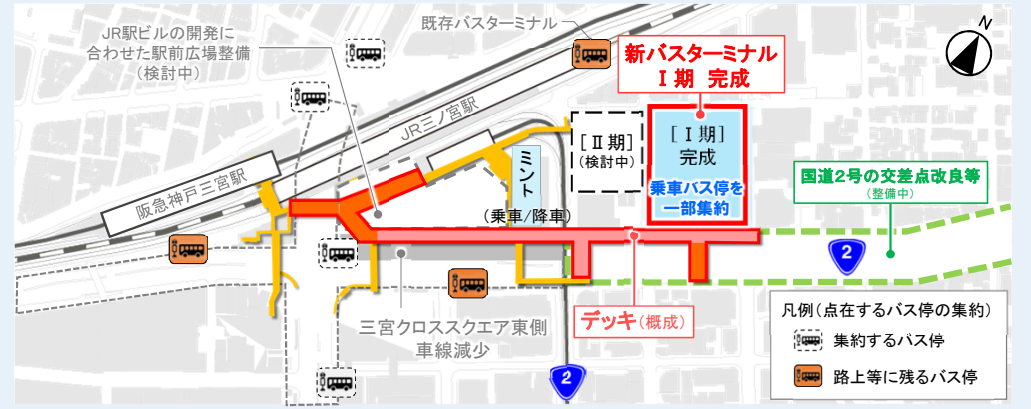 JR駅ビルの開発に
合わせた駅前広場整備
(検討中)
既存バスターミナル
新バスターミナル
Ⅰ期 完成
N
JR三ノ宮駅
阪急神戸三宮駅
ミント
(乗車/降車)
[Ⅱ期]
(検討中)
[Ⅰ期]
完成
乗車バス停を
一部集約
国道2号の交差点改良等
(整備中)
2
デッキ(概成)
三宮クロススクエア東側
車線減少
2
凡例(点在するバス停の集約)
集約するバス停
路上等に残るバス停